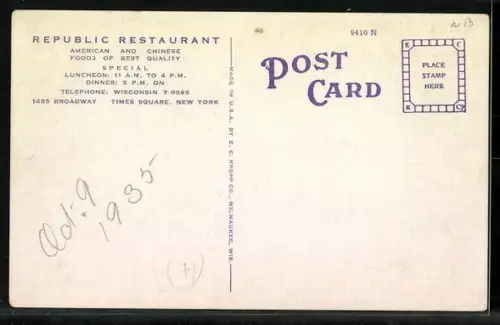 REPUBLIC RESTAURANT
AMERICAN AND CHINESE
FOODS OF BEST QUALITY
SPECIAL
LUNCHEON: 11 A.M. TO 4 P.M.
DINNER: 5 P.M. ON
TELEPHONE: WISCONSIN 7-9065
1485 BROADWAY TIMES SQUARE, NEW YORK
Oct. 9
1935
MADE IN U.S.A. BY E. C. KROPP CO., MILWAUKEE, WIS.
9410 N
POST
CARD
K C
PLACE
STAMP
HERE
K Co